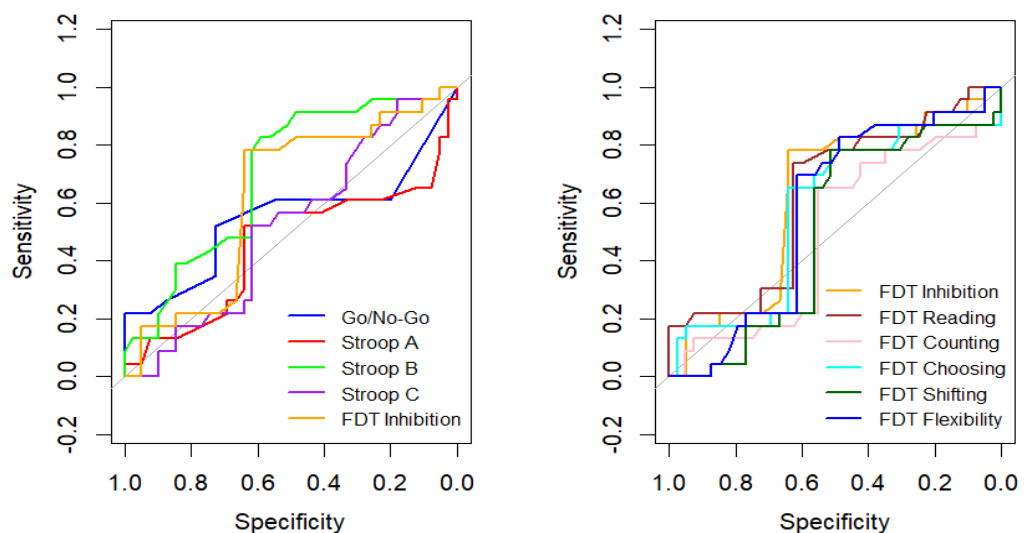 Sensitivity
1.2
1.0
0.8
0.6
0.4
0.2
0.0
-0.2
Go/No-Go
Stroop A
Stroop B
Stroop C
FDT Inhibition
1.0 0.8 0.6 0.4 0.2 0.0
Specificity
Sensitivity
1.2
1.0
0.8
0.6
0.4
0.2
0.0
-0.2
FDT Inhibition
FDT Reading
FDT Counting
FDT Choosing
FDT Shifting
FDT Flexibility
1.0 0.8 0.6 0.4 0.2 0.0
Specificity